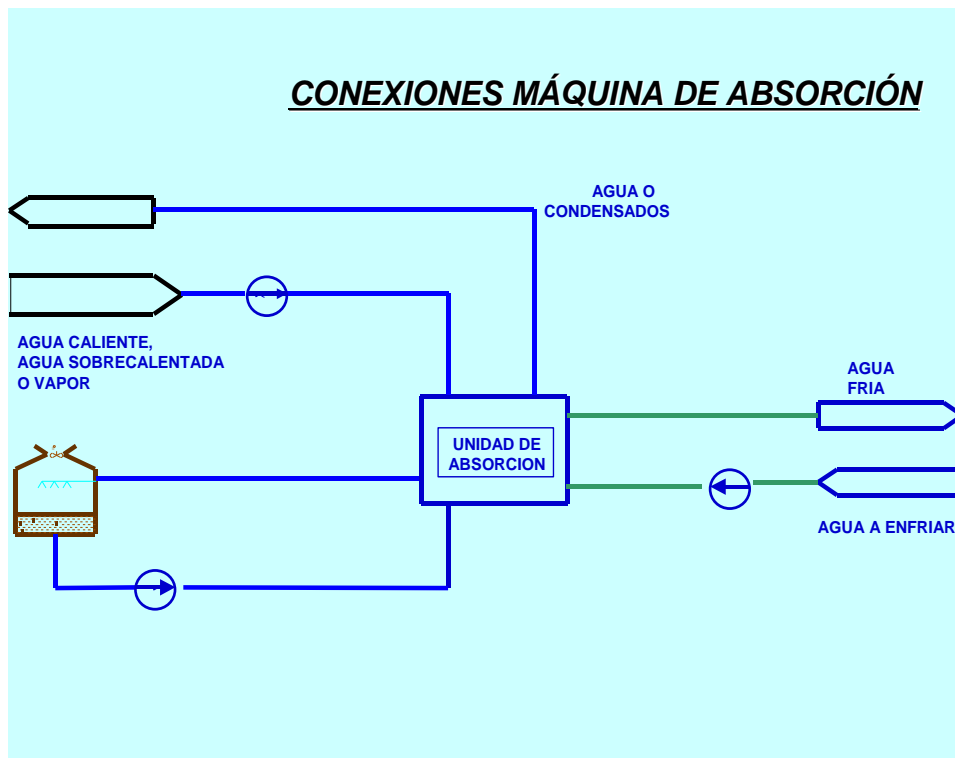 CONEXIONES MÁQUINA DE ABSORCIÓN
AGUA O
CONDENSADOS
AGUA CALIENTE,
AGUA SOBRECALENTADA
O VAPOR
AGUA
FRIA
UNIDAD DE
ABSORCION
AGUA A ENFRIAR